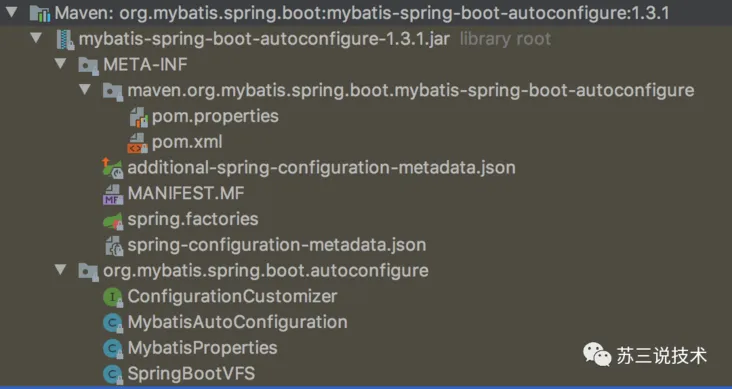 Maven: org.mybatis.spring.boot:mybatis-spring-boot-autoconfigure:1.3.1
mybatis-spring-boot-autoconfigure-1.3.1.jar library root
META-INF
maven.org.mybatis.spring.boot.mybatis-spring-boot-autoconfigure
pom.properties
pom.xml
additional-spring-configuration-metadata.json
MF MANIFEST.MF
spring.factories
spring-configuration-metadata.json
org.mybatis.spring.boot.autoconfigure
I ConfigurationCustomizer
C MybatisAutoConfiguration
C MybatisProperties
C SpringBootVFS
苏三说技术